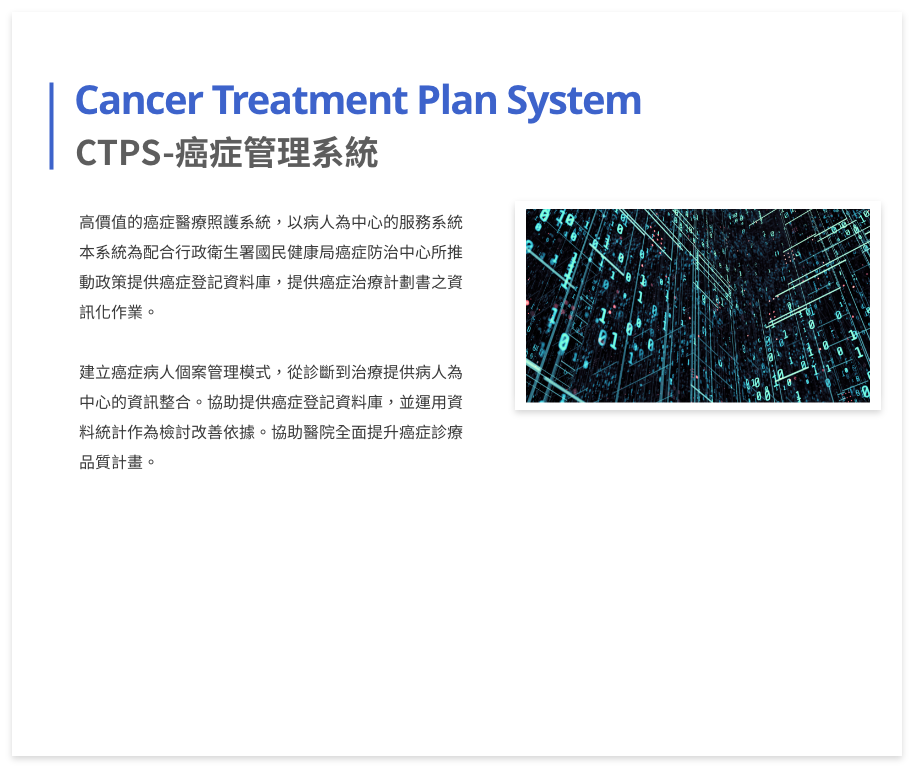 Cancer Treatment Plan System
CTPS-癌症管理系統
高價值的癌症醫療照護系統，以病人為中心的服務系統
本系統為配合行政衛生署國民健康局癌症防治中心所推
動政策提供癌症登記資料庫，提供癌症治療計劃書之資
訊化作業。
建立癌症病人個案管理模式，從診斷到治療提供病人為
中心的資訊整合。協助提供癌症登記資料庫，並運用資
料統計作為檢討改善依據。協助醫院全面提升癌症診療
品質計畫。